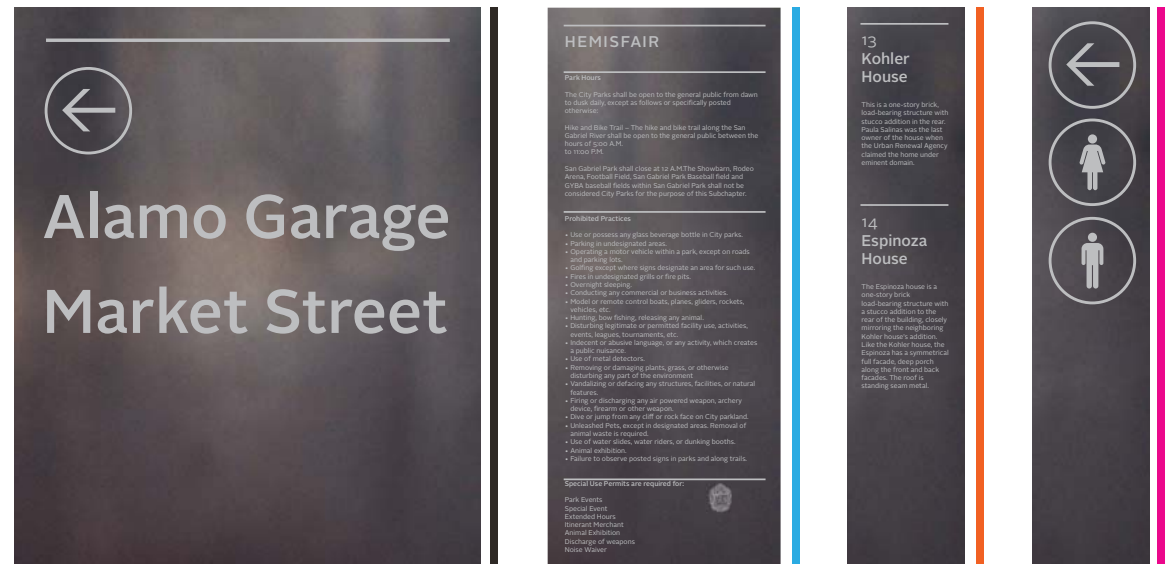 Alamo Garage
Market Street
HEMISFAIR
Park Hours
The City Parks shall be open to the general public from dawn
to dusk daily, except as follows or specifically posted
otherwise:
Hike and Bike Trail – The hike and bike trail along the San
Gabriel River shall be open to the general public between the
hours of 5:00 A.M.
to 11:00 P.M.
San Gabriel Park shall close at 12 A.M.The Showbarn, Rodeo
Arena, Football Field, San Gabriel Park Baseball field and
GYBA baseball fields within San Gabriel Park shall not be
considered City Parks for the purpose of this Subchapter.
Prohibited Practices
• Use or possess any glass beverage bottle in City parks.
• Parking in undesignated areas.
• Operating a motor vehicle within a park, except on roads
and parking lots.
• Golfing except where signs designate an area for such use.
• Fires in undesignated grills or fire pits.
• Overnight sleeping.
• Conducting any commercial or business activities.
• Model or remote control boats, planes, gliders, rockets,
vehicles, etc.
• Hunting, bow fishing, releasing any animal.
• Disturbing legitimate or permitted facility use, activities,
events, leagues, tournaments, etc.
• Indecent or abusive language, or any activity, which creates
a public nuisance.
• Use of metal detectors.
• Removing or damaging plants, grass, or otherwise
disturbing any part of the environment
• Vandalizing or defacing any structures, facilities, or natural
features.
• Firing or discharging any air powered weapon, archery
device, firearm or other weapon.
• Dive or jump from any cliff or rock face on City parkland.
• Unleashed Pets, except in designated areas. Removal of
animal waste is required.
• Use of water slides, water riders, or dunking booths.
• Animal exhibition.
• Failure to observe posted signs in parks and along trails.
Special Use Permits are required for:
Park Events
Special Event
Extended Hours
Itinerant Merchant
Animal Exhibition
Discharge of weapons
Noise Waiver
13
Kohler
House
This is a one-story brick,
load-bearing structure with
stucco addition in the rear.
Paula Salinas was the last
owner of the house when
the Urban Renewal Agency
claimed the home under
eminent domain.
14
Espinoza
House
The Espinoza house is a
one-story brick
load-bearing structure with
a stucco addition to the
rear of the building, closely
mirroring the neighboring
Kohler house's addition.
Like the Kohler house, the
Espinoza has a symmetrical
full facade, deep porch
along the front and back
facades. The roof is
standing seam metal.